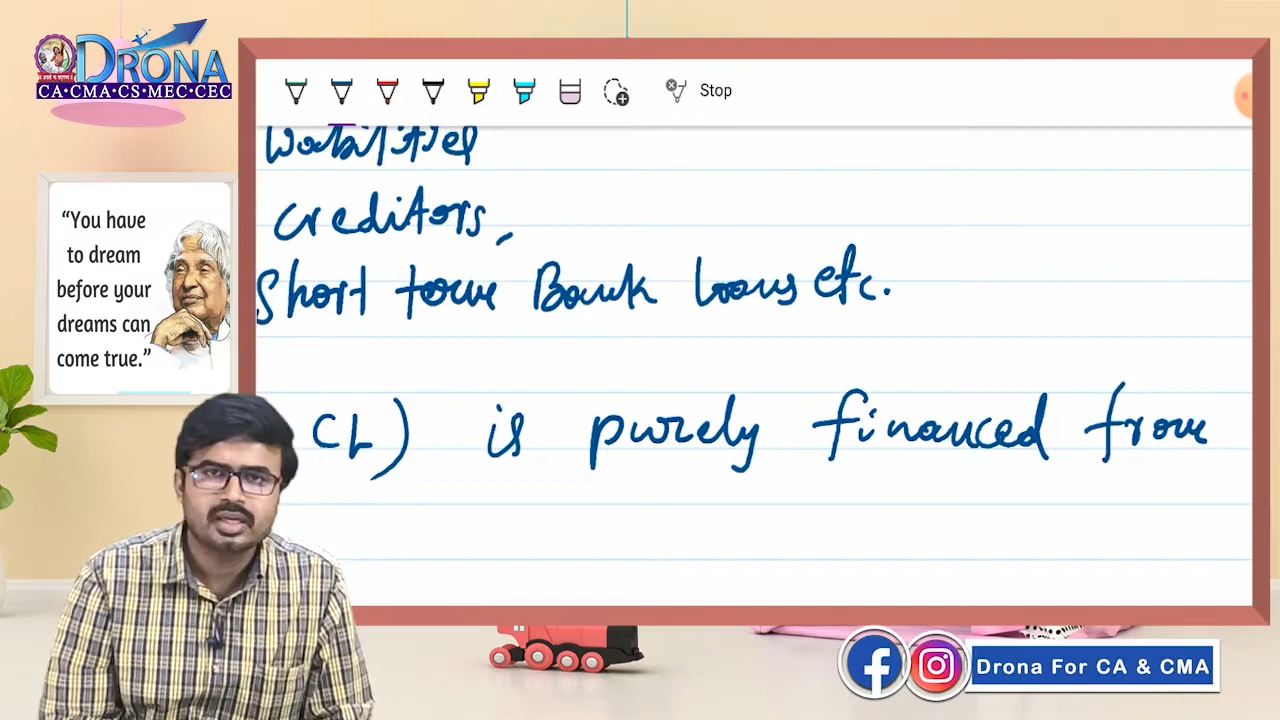 DRONA
CA•CMA•CS•MEC•CEC
“You have
to dream
before your
dreams can
come true.”
Stop
creditors,
Short term Bank loans etc.
CL) is purely financed from
Drona For CA & CMA